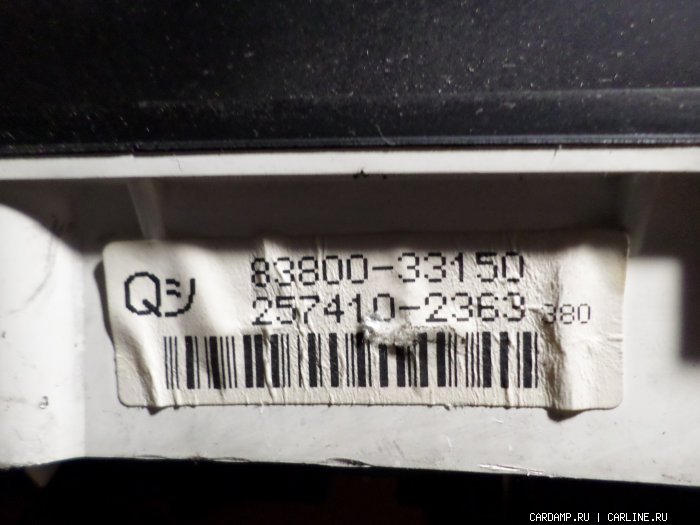 83800-33150
Qシ
257410-2363-380
CARDAMP.RU | CARLINE.RU